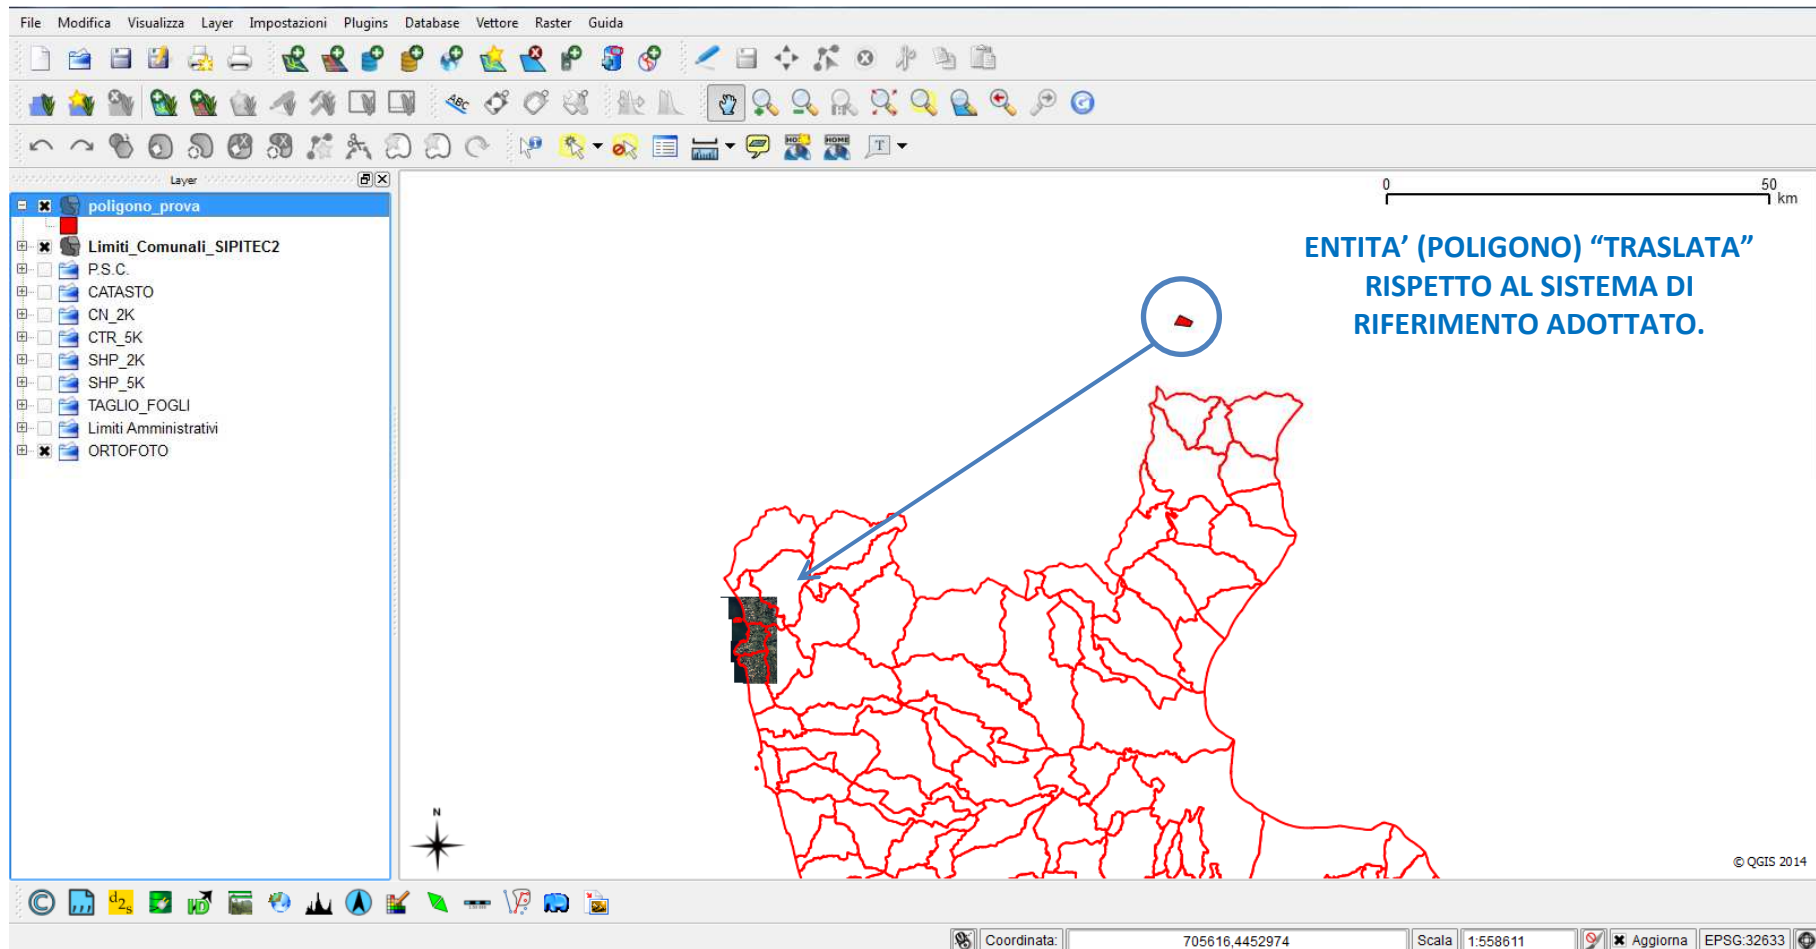 File Modifica Visualizza Layer Impostazioni Plugins Database Vettore Raster Guida
ABC
HOME
T
Layer
poligono_prova
Limiti_Comunali_SIPITEC2
P.S.C.
CATASTO
CN_2K
CTR_5K
SHP_2K
SHP_5K
TAGLIO_FOGLI
Limiti Amministrativi
ORTOFOTO
0 50
km
ENTITA’ (POLIGONO) “TRASLATA”
RISPETTO AL SISTEMA DI
RIFERIMENTO ADOTTATO.
N
© QGIS 2014
Coordinata: 705616,4452974 Scala 1:558611 Aggiorna EPSG:32633